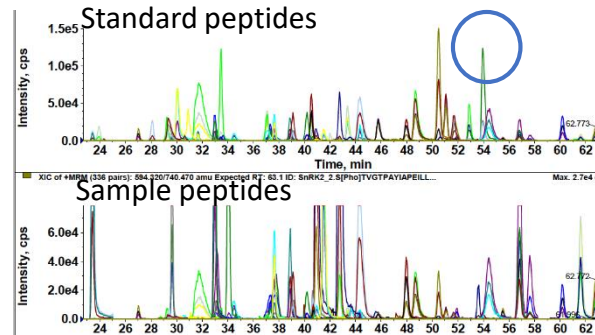 Standard peptides
1.5e5
1.0e5
5.0e4
0.0
Intensity, cps
62.773
24 26 28 30 32 34 36 38 40 42 44 46 48 50 52 54 56 58 60 62
Time, min
XIC of +MRM (336 pairs): 594.320/740.470 amu Expected RT: 63.1 ID: SnRK2_2.S[Pho]TVGTPAYIAPEILL... Max. 2.7e4
Sample peptides
6.0e4
4.0e4
2.0e4
0.0
Intensity, cps
62.772
24 26 28 30 32 34 36 38 40 42 44 46 48 50 52 54 56 58 60 62